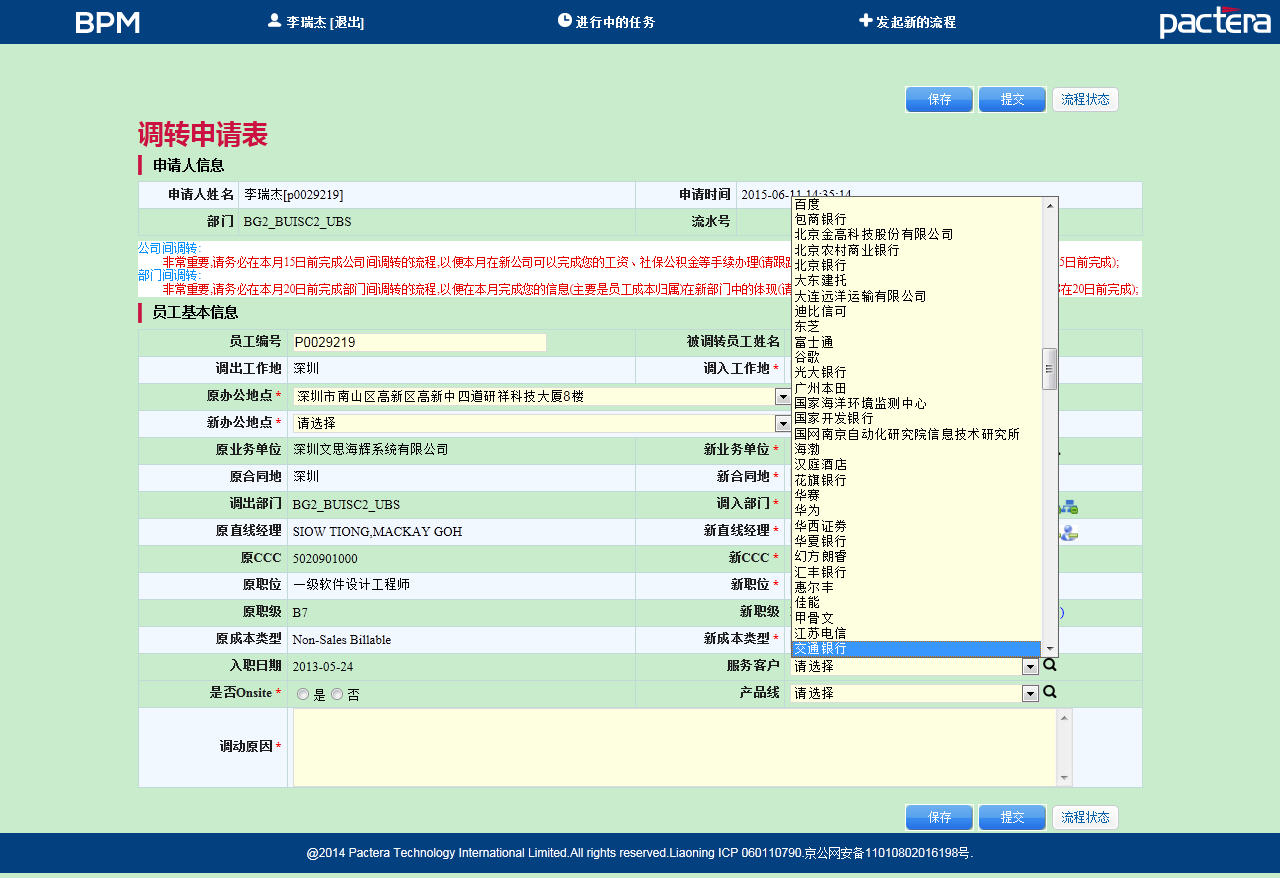 BPM
李瑞杰 [退出]
进行中的任务
发起新的流程
pactera
保存 提交 流程状态
调转申请表
申请人信息
申请人姓名 李瑞杰[p0029219] 申请时间 2015-06-11 14:35:14
部门 BG2_BUISC2_UBS 流水号
公司间调转:
非常重要,请务必在本月15日前完成公司间调转的流程,以便本月在新公司可以完成您的工资、社保公积金等手续办理(请跟 5日前完成);
部门间调转:
非常重要,请务必在本月20日前完成部门间调转的流程,以便在本月完成您的信息(主要是员工成本归属)在新部门中的体现( 在20日前完成);
员工基本信息
员工编号 P0029219 被调转员工姓名
调出工作地 深圳 调入工作地 *
原办公地点 * 深圳市南山区高新区高新中四道研祥科技大厦8楼
新办公地点 * 请选择
原业务单位 深圳文思海辉系统有限公司 新业务单位 *
原合同地 深圳 新合同地 *
调出部门 BG2_BUISC2_UBS 调入部门 *
原直线经理 SIOW TIONG,MACKAY GOH 新直线经理 *
原CCC 5020901000 新CCC *
原职位 一级软件设计工程师 新职位 *
原职级 B7 新职级 )
原成本类型 Non-Sales Billable 新成本类型 *
入职日期 2013-05-24 服务客户 请选择
是否Onsite * 是 否 产品线 请选择
调动原因 *
百度
包商银行
北京金高科技股份有限公司
北京农村商业银行
北京银行
大东建托
大连远洋运输有限公司
迪比信可
东芝
富士通
谷歌
光大银行
广州本田
国家海洋环境监测中心
国家开发银行
国网南京自动化研究院信息技术研究所
海渤
汉庭酒店
花旗银行
华赛
华为
华西证券
华夏银行
幻方朗睿
汇丰银行
惠尔丰
佳能
甲骨文
江苏电信
交通银行
保存 提交 流程状态
@2014 Pactera Technology International Limited.All rights reserved.Liaoning ICP 060110790.京公网安备11010802016198号.